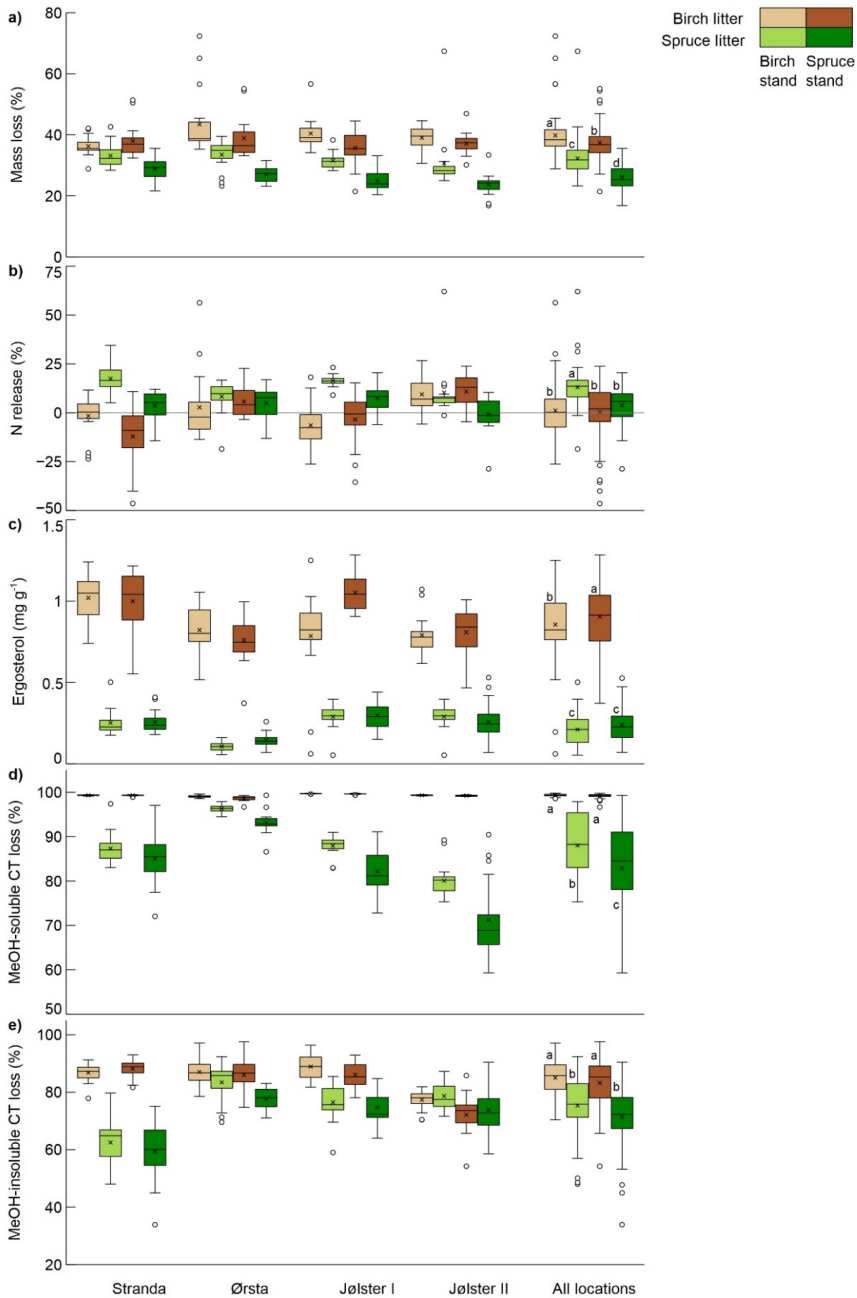 Birch litter
Spruce litter
Birch stand
Spruce stand
a)
Mass loss (%)
80
60
40
20
0
a
c
b
d
b)
N release (%)
75
50
25
0
−25
−50
b
a
b
b
c)
Ergosterol (mg g-1)
1.5
1
0.5
0
b
c
a
c
d)
MeOH-soluble CT loss (%)
100
90
80
70
60
50
a
b
a
c
e)
MeOH-insoluble CT loss (%)
100
80
60
40
20
a
b
a
b
Stranda
Ørsta
Jølster I
Jølster II
All locations